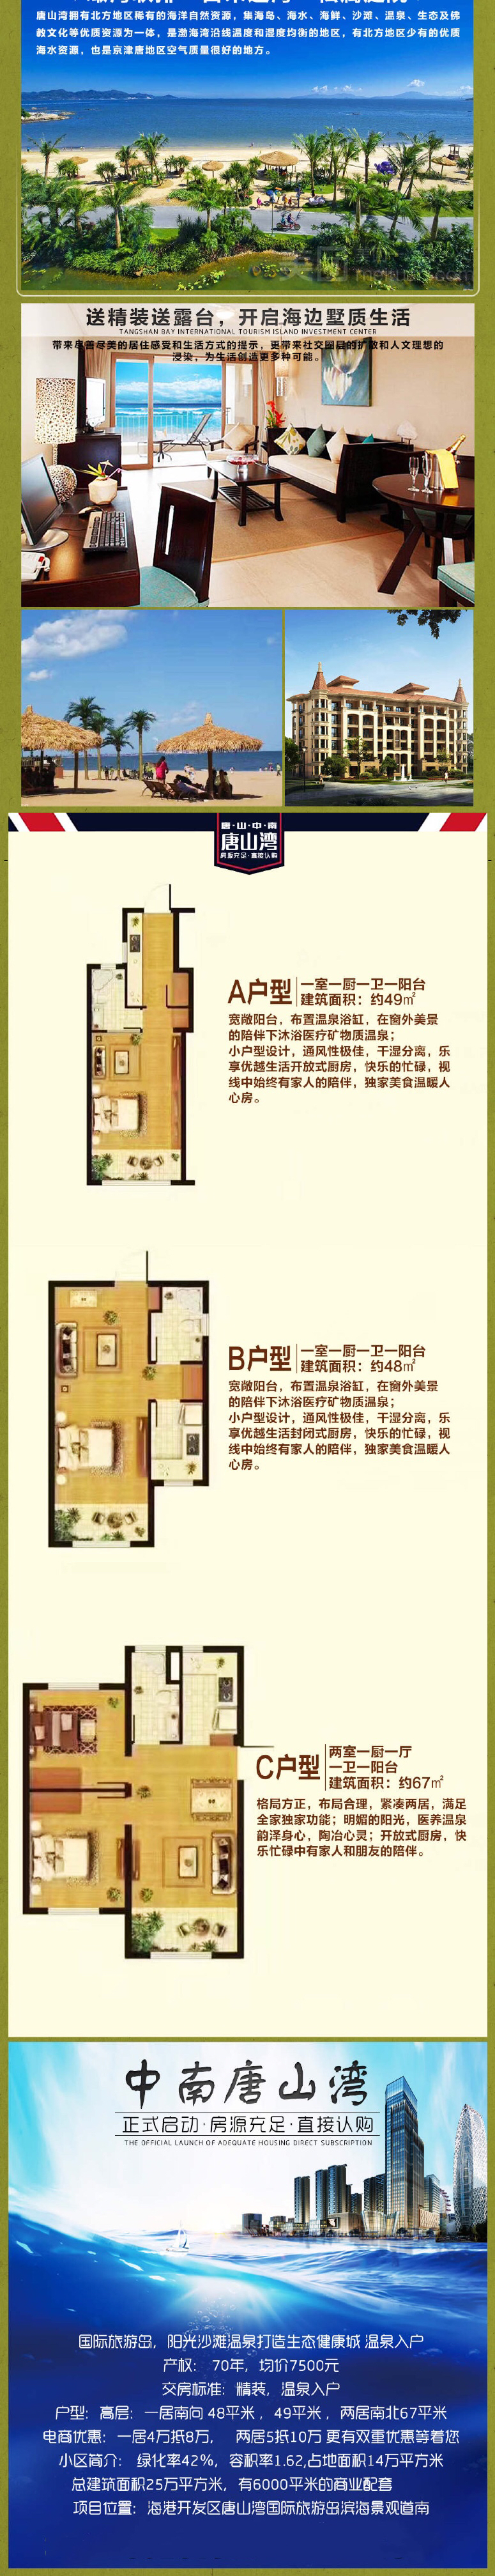 唐山湾拥有北方地区稀有的海洋自然资源，集海岛、海水、海鲜、沙滩、温泉、生态及佛
教文化等优质资源为一体，是渤海湾沿线温度和湿度均衡的地区，有北方地区少有的优质
海水资源，也是京津唐地区空气质量很好的地方。
送精装送露台，开启海边墅质生活
TANGSHAN BAY INTERNATIONAL TOURISM ISLAND INVESTMENT CENTER
带来尽善尽美的居住感受和生活方式的提示，更带来社交圈层的扩散和人文理想的
浸染，为生活创造更多种可能。
唐·山·中·南
唐山湾
房源充足·直接认购
A户型
一室一厨一卫一阳台
建筑面积：约49㎡
宽敞阳台，布置温泉浴缸，在窗外美景
的陪伴下沐浴医疗矿物质温泉；
小户型设计，通风性极佳，干湿分离，乐
享优越生活开放式厨房，快乐的忙碌，视
线中始终有家人的陪伴，独家美食温暖人
心房。
B户型
一室一厨一卫一阳台
建筑面积：约48㎡
宽敞阳台，布置温泉浴缸，在窗外美景
的陪伴下沐浴医疗矿物质温泉；
小户型设计，通风性极佳，干湿分离，乐
享优越生活封闭式厨房，快乐的忙碌，视
线中始终有家人的陪伴，独家美食温暖人
心房。
C户型
两室一厨一厅
一卫一阳台
建筑面积：约67㎡
格局方正，布局合理，紧凑两居，满足
全家独家功能；明媚的阳光，医养温泉
韵泽身心，陶冶心灵；开放式厨房，快
乐忙碌中有家人和朋友的陪伴。
中南唐山湾
正式启动·房源充足·直接认购
THE OFFICIAL LAUNCH OF ADEQUATE HOUSING DIRECT SUBSCRIPTION
国际旅游岛，阳光沙滩温泉打造生态健康城 温泉入户
产权： 70年，均价7500元
交房标准：精装，温泉入户
户型：高层：一居南向 48平米 ，49平米 ，两居南北67平米
电商优惠：一居4万抵8万， 两居5抵10万 更有双重优惠等着您
小区简介： 绿化率42%，容积率1.62,占地面积14万平方米
总建筑面积25万平方米，有6000平米的商业配套
项目位置：海港开发区唐山湾国际旅游岛滨海景观道南